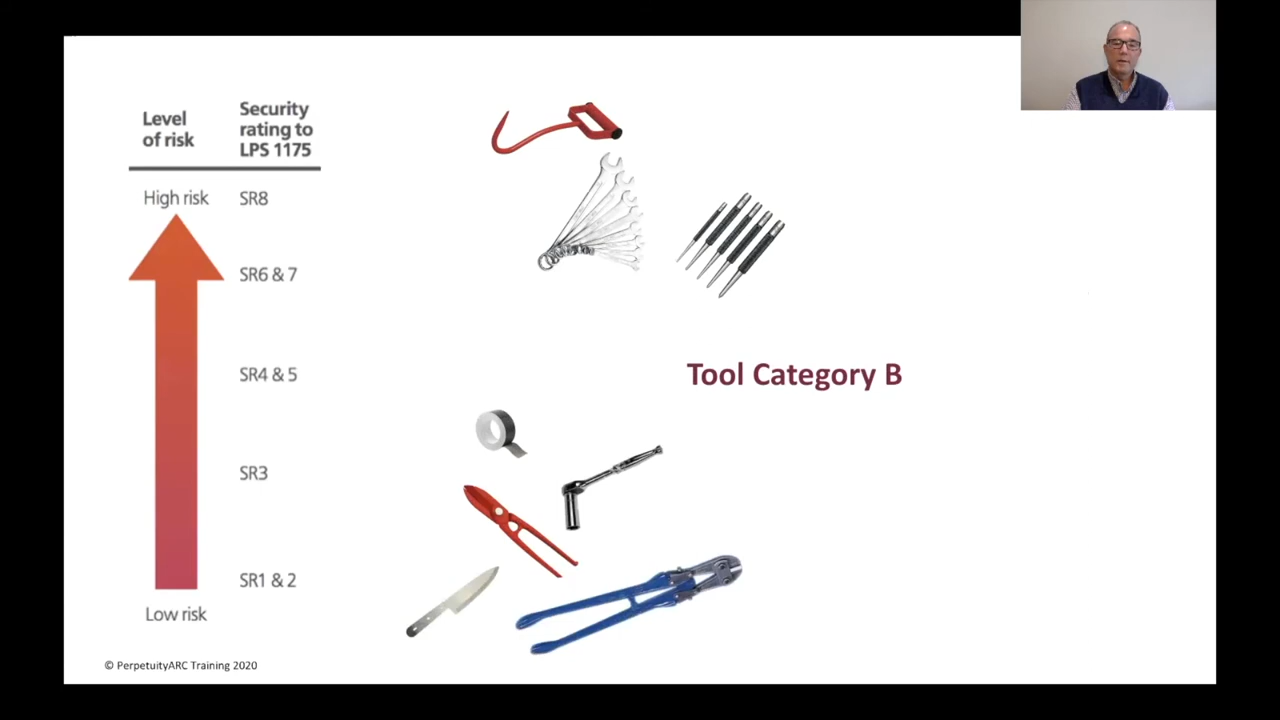 Level
of risk
Security
rating to
LPS 1175
High risk
SR8
SR6 & 7
SR4 & 5
SR3
SR1 & 2
Low risk
Tool Category B
© PerpetuityARC Training 2020